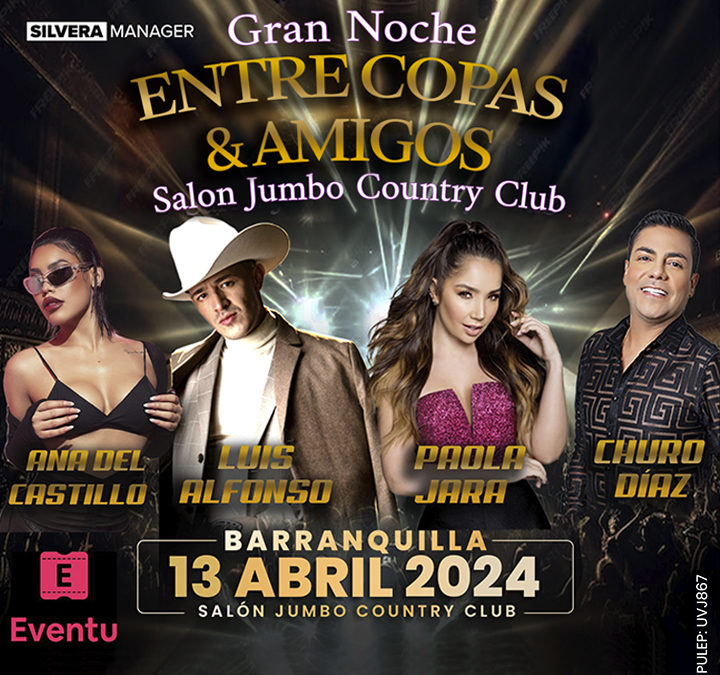 SILVERA MANAGER
Gran Noche
ENTRE COPAS
& AMIGOS
Salon Jumbo Country Club
ANA DEL
CASTILLO
LUIS
ALFONSO
PAOLA
JARA
CHURO
DÍAZ
BARRANQUILLA
13 ABRIL 2024
SALÓN JUMBO COUNTRY CLUB
E
Eventu
PULEP: UVJ867